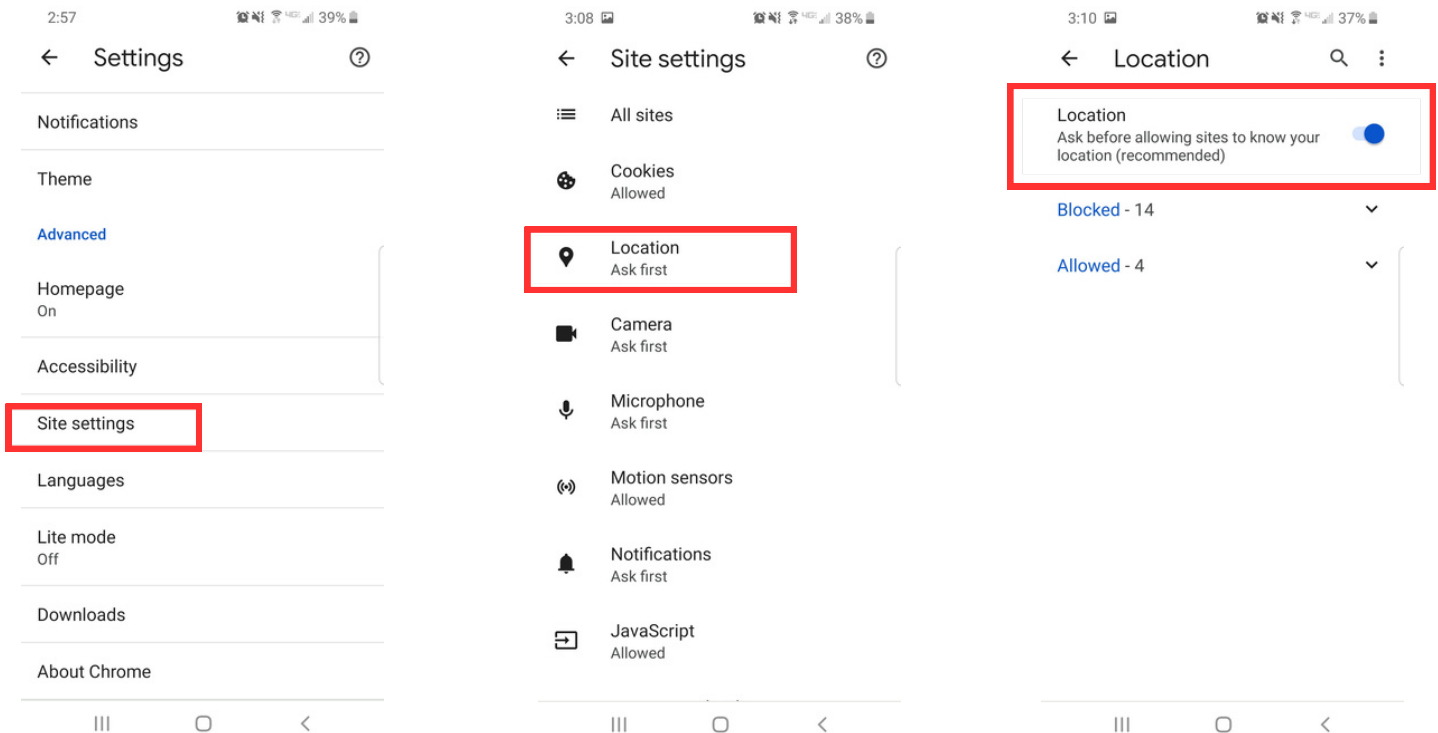 2:57
39%
Settings
Notifications
Theme
Advanced
Homepage
On
Accessibility
Site settings
Languages
Lite mode
Off
Downloads
About Chrome
3:08
38%
Site settings
All sites
Cookies
Allowed
Location
Ask first
Camera
Ask first
Microphone
Ask first
Motion sensors
Allowed
Notifications
Ask first
JavaScript
Allowed
3:10
37%
Location
Location
Ask before allowing sites to know your
location (recommended)
Blocked - 14
Allowed - 4